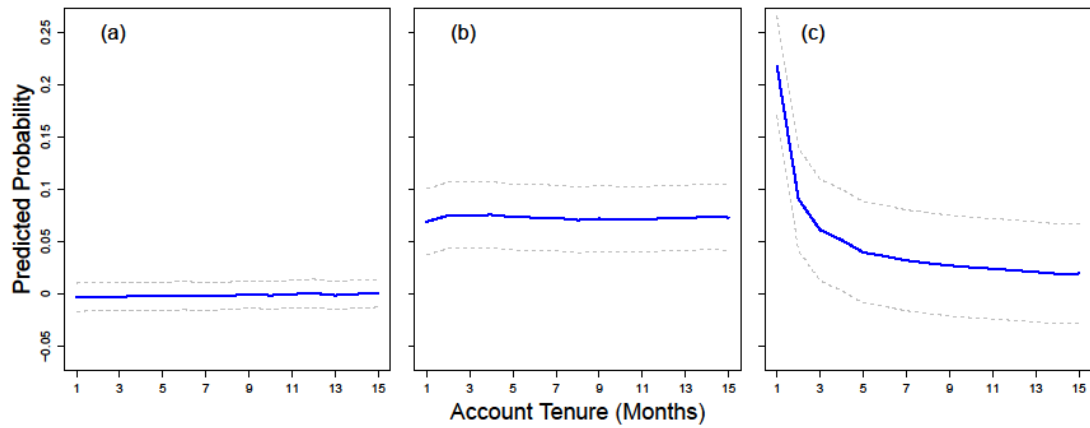 (a) (b) (c)
Predicted Probability
0.25
0.2
0.15
0.1
0.05
0
−0.05
1 3 5 7 9 11 13 15
1 3 5 7 9 11 13 15
1 3 5 7 9 11 13 15
Account Tenure (Months)